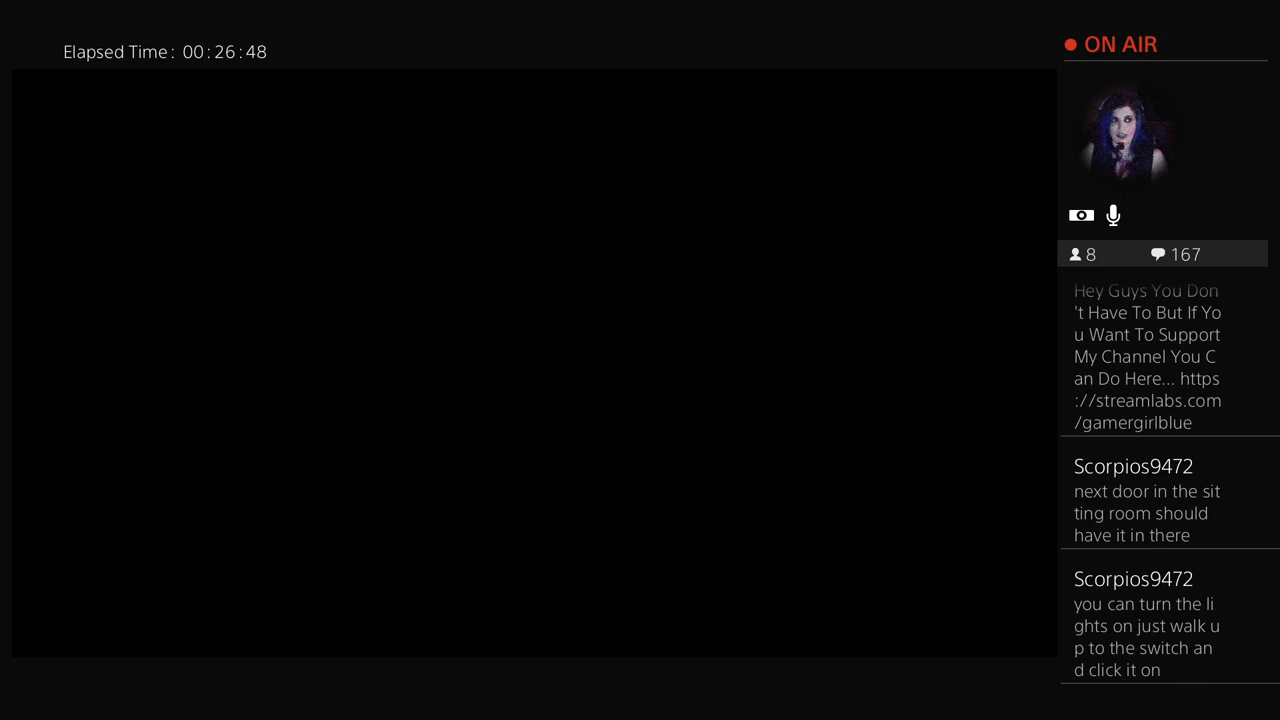 Elapsed Time: 00:26:48
ON AIR
8 167
Hey Guys You Don
't Have To But If Yo
u Want To Support
My Channel You C
an Do Here... https
://streamlabs.com
/gamergirlblue
Scorpios9472
next door in the sit
ting room should
have it in there
Scorpios9472
you can turn the li
ghts on just walk u
p to the switch an
d click it on